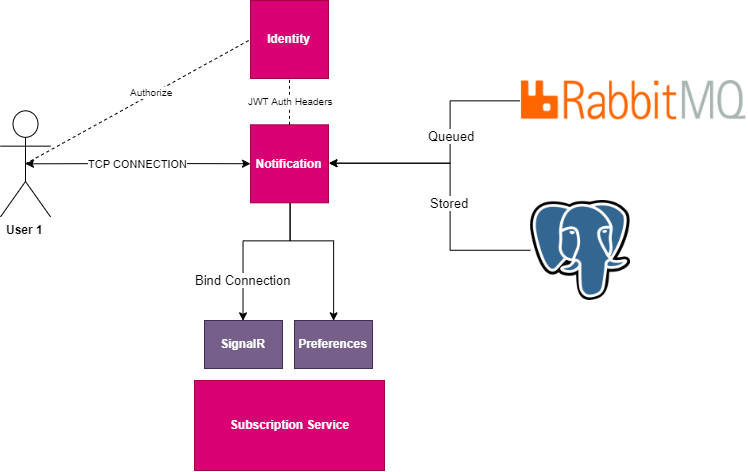 Identity
Authorize
JWT Auth Headers
RabbitMQ
Queued
TCP CONNECTION
Notification
Stored
User 1
Bind Connection
SignalR
Preferences
Subscription Service